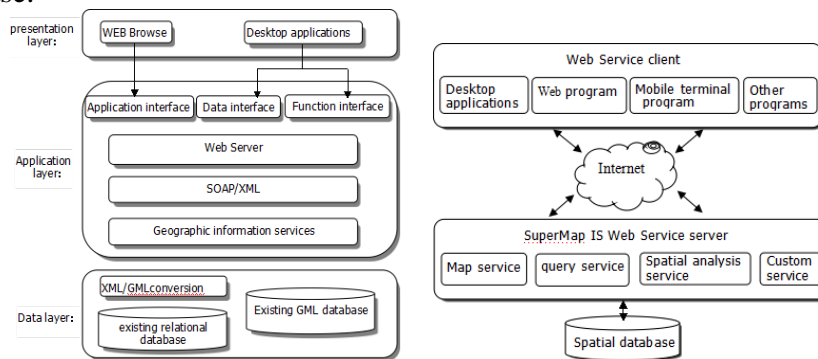 presentation layer:
WEB Browse
Desktop applications
Application interface
Data interface
Function interface
Application layer:
Web Server
SOAP/XML
Geographic information services
Data layer:
XML/GMLconversion
existing relational database
Existing GML database
Web Service client
Desktop applications
Web program
Mobile terminal program
Other programs
Internet
SuperMap IS Web Service server
Map service
query service
Spatial analysis service
Custom service
Spatial database